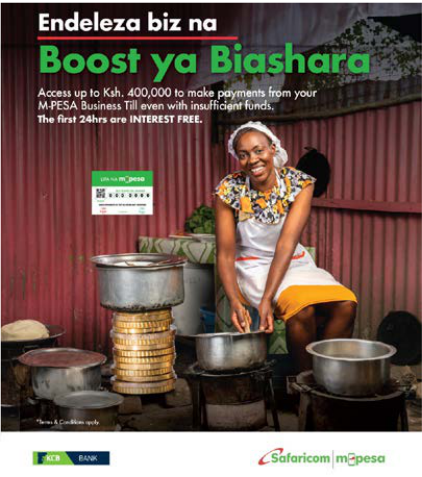 Endeleza biz na
Boost ya Biashara
Access up to Ksh. 400,000 to make payments from your
M-PESA Business Till even with insufficient funds.
The first 24hrs are INTEREST FREE.
m-pesa
*Terms & Conditions apply.
KCB BANK
Safaricom m-pesa